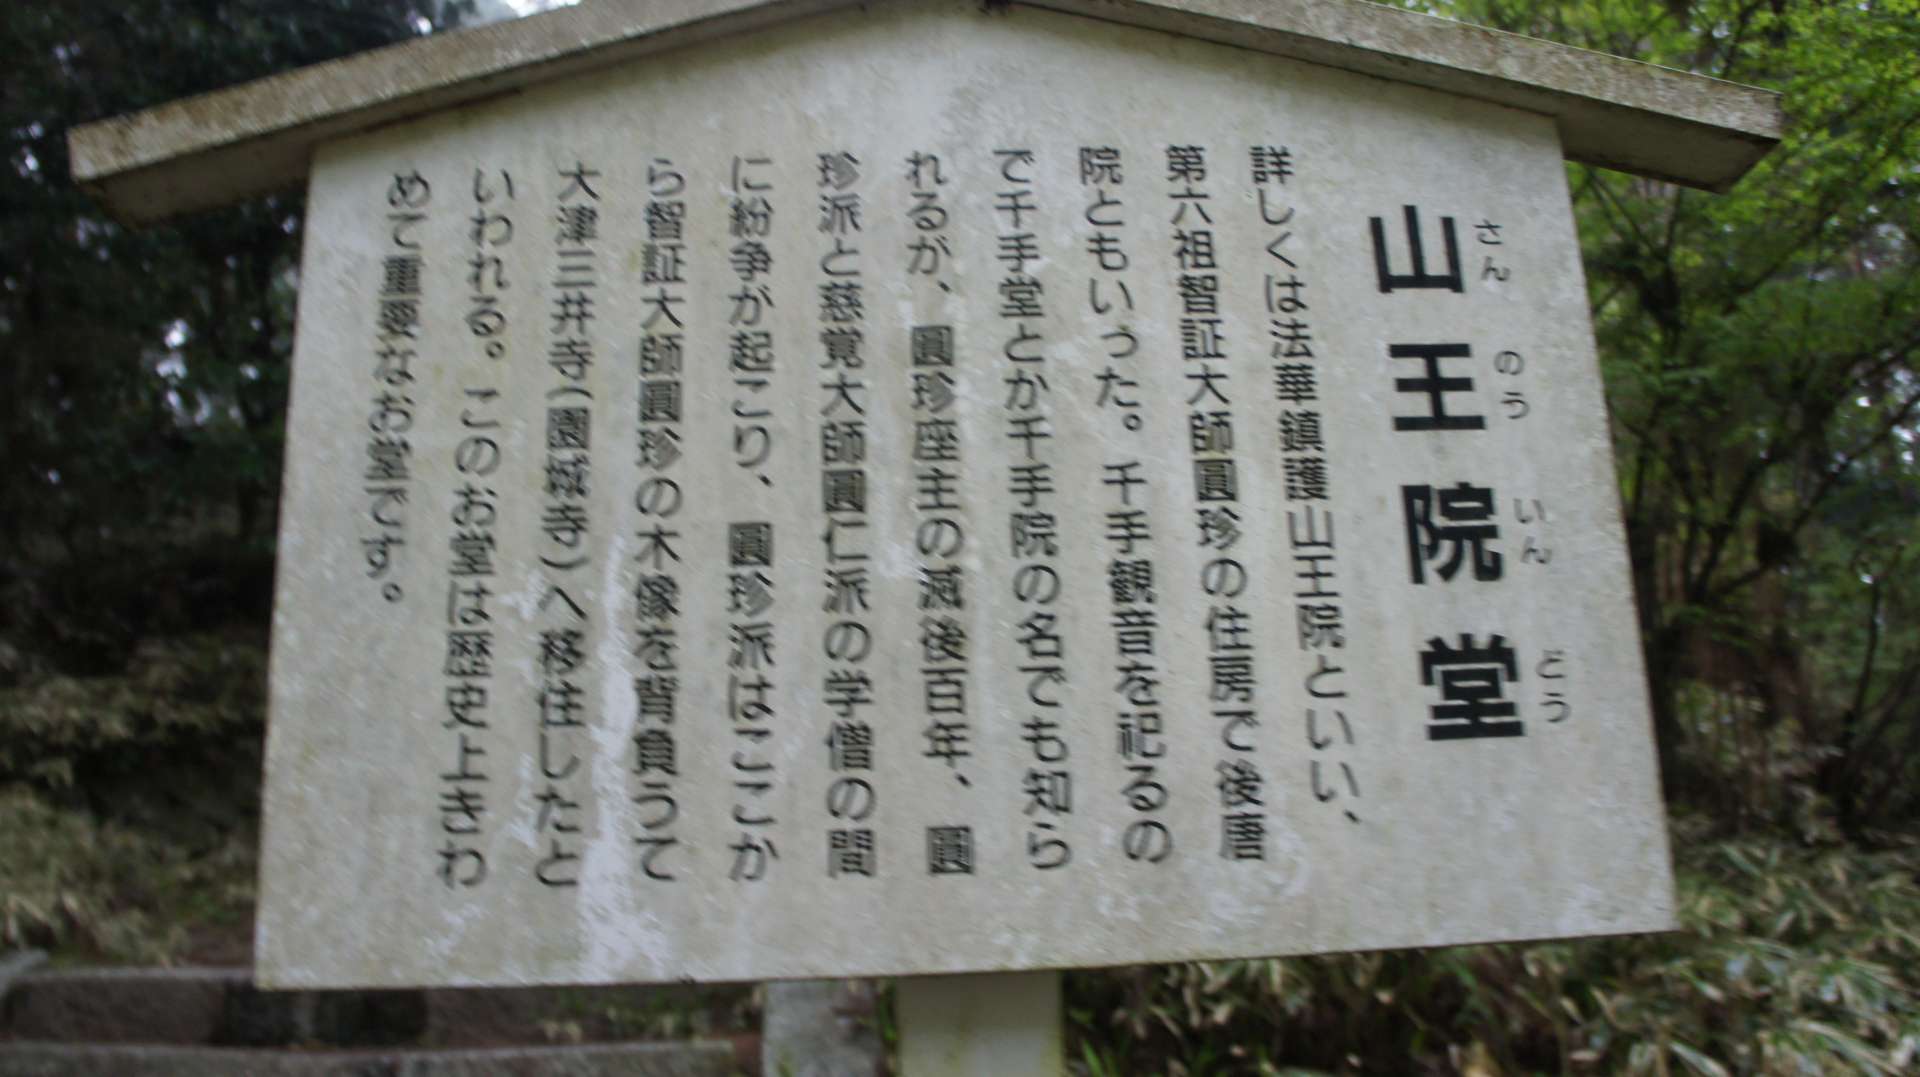 山王院堂
さんのういんどう
詳しくは法華鎮護山王院といい、
第六祖智証大師圓珍の住房で後唐
院ともいった。千手観音を祀るの
で千手堂とか千手院の名でも知ら
れるが、圓珍座主の滅後百年、圓
珍派と慈覚大師圓仁派の学僧の間
に紛争が起こり、圓珍派はここか
ら智証大師圓珍の木像を背負うて
大津三井寺(園城寺)へ移住したと
いわれる。このお堂は歴史上きわ
めて重要なお堂です。